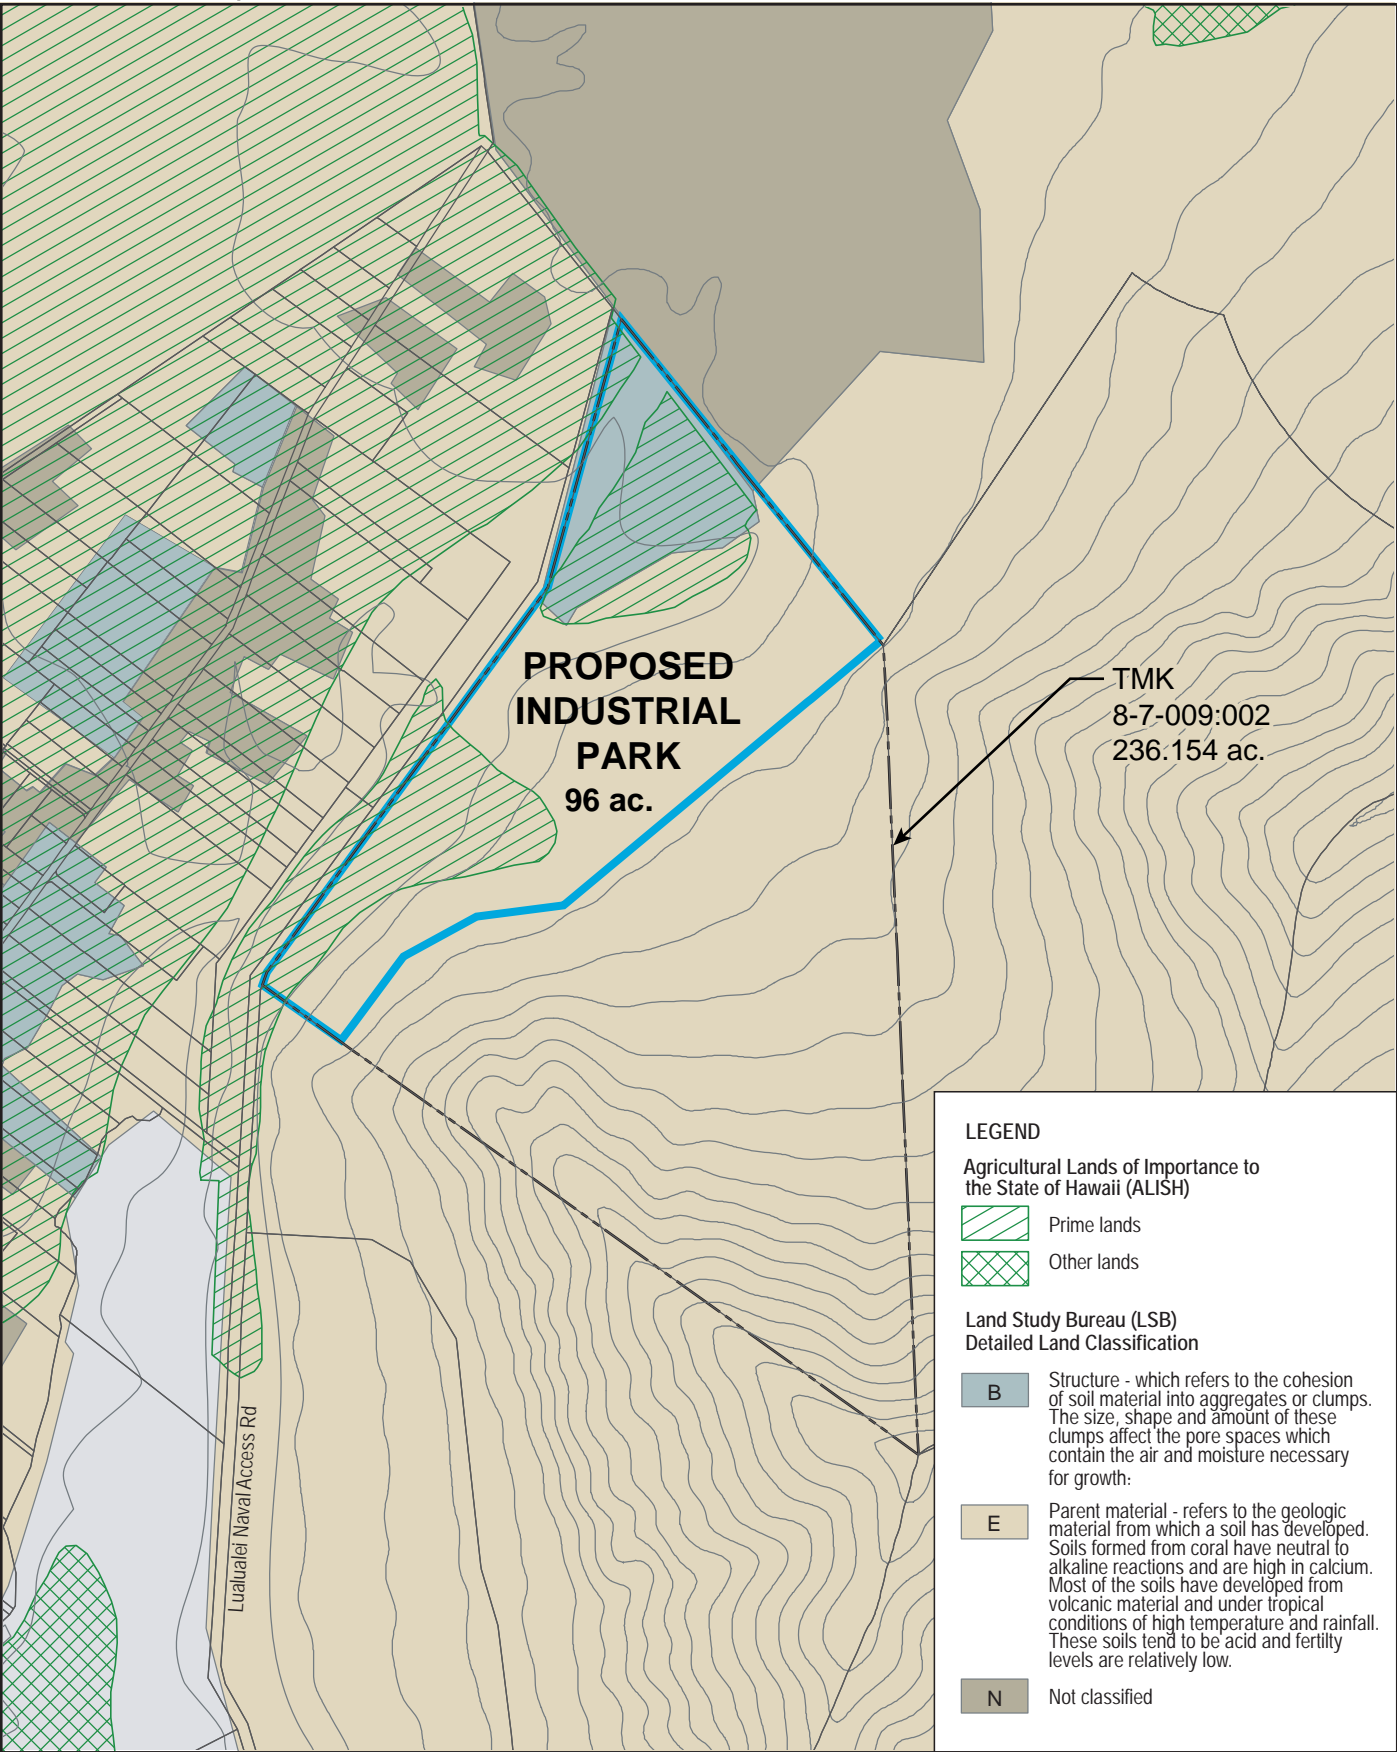 PROPOSED
INDUSTRIAL
PARK
96 ac.
TMK
8-7-009:002
236.154 ac.
Lualualei Naval Access Rd
LEGEND
Agricultural Lands of Importance to
the State of Hawaii (ALISH)
Prime lands
Other lands
Land Study Bureau (LSB)
Detailed Land Classification
B
Structure - which refers to the cohesion
of soil material into aggregates or clumps.
The size, shape and amount of these
clumps affect the pore spaces which
contain the air and moisture necessary
for growth:
E
Parent material - refers to the geologic
material from which a soil has developed.
Soils formed from coral have neutral to
alkaline reactions and are high in calcium.
Most of the soils have developed from
volcanic material and under tropical
conditions of high temperature and rainfall.
These soils tend to be acid and fertilty
levels are relatively low.
N
Not classified